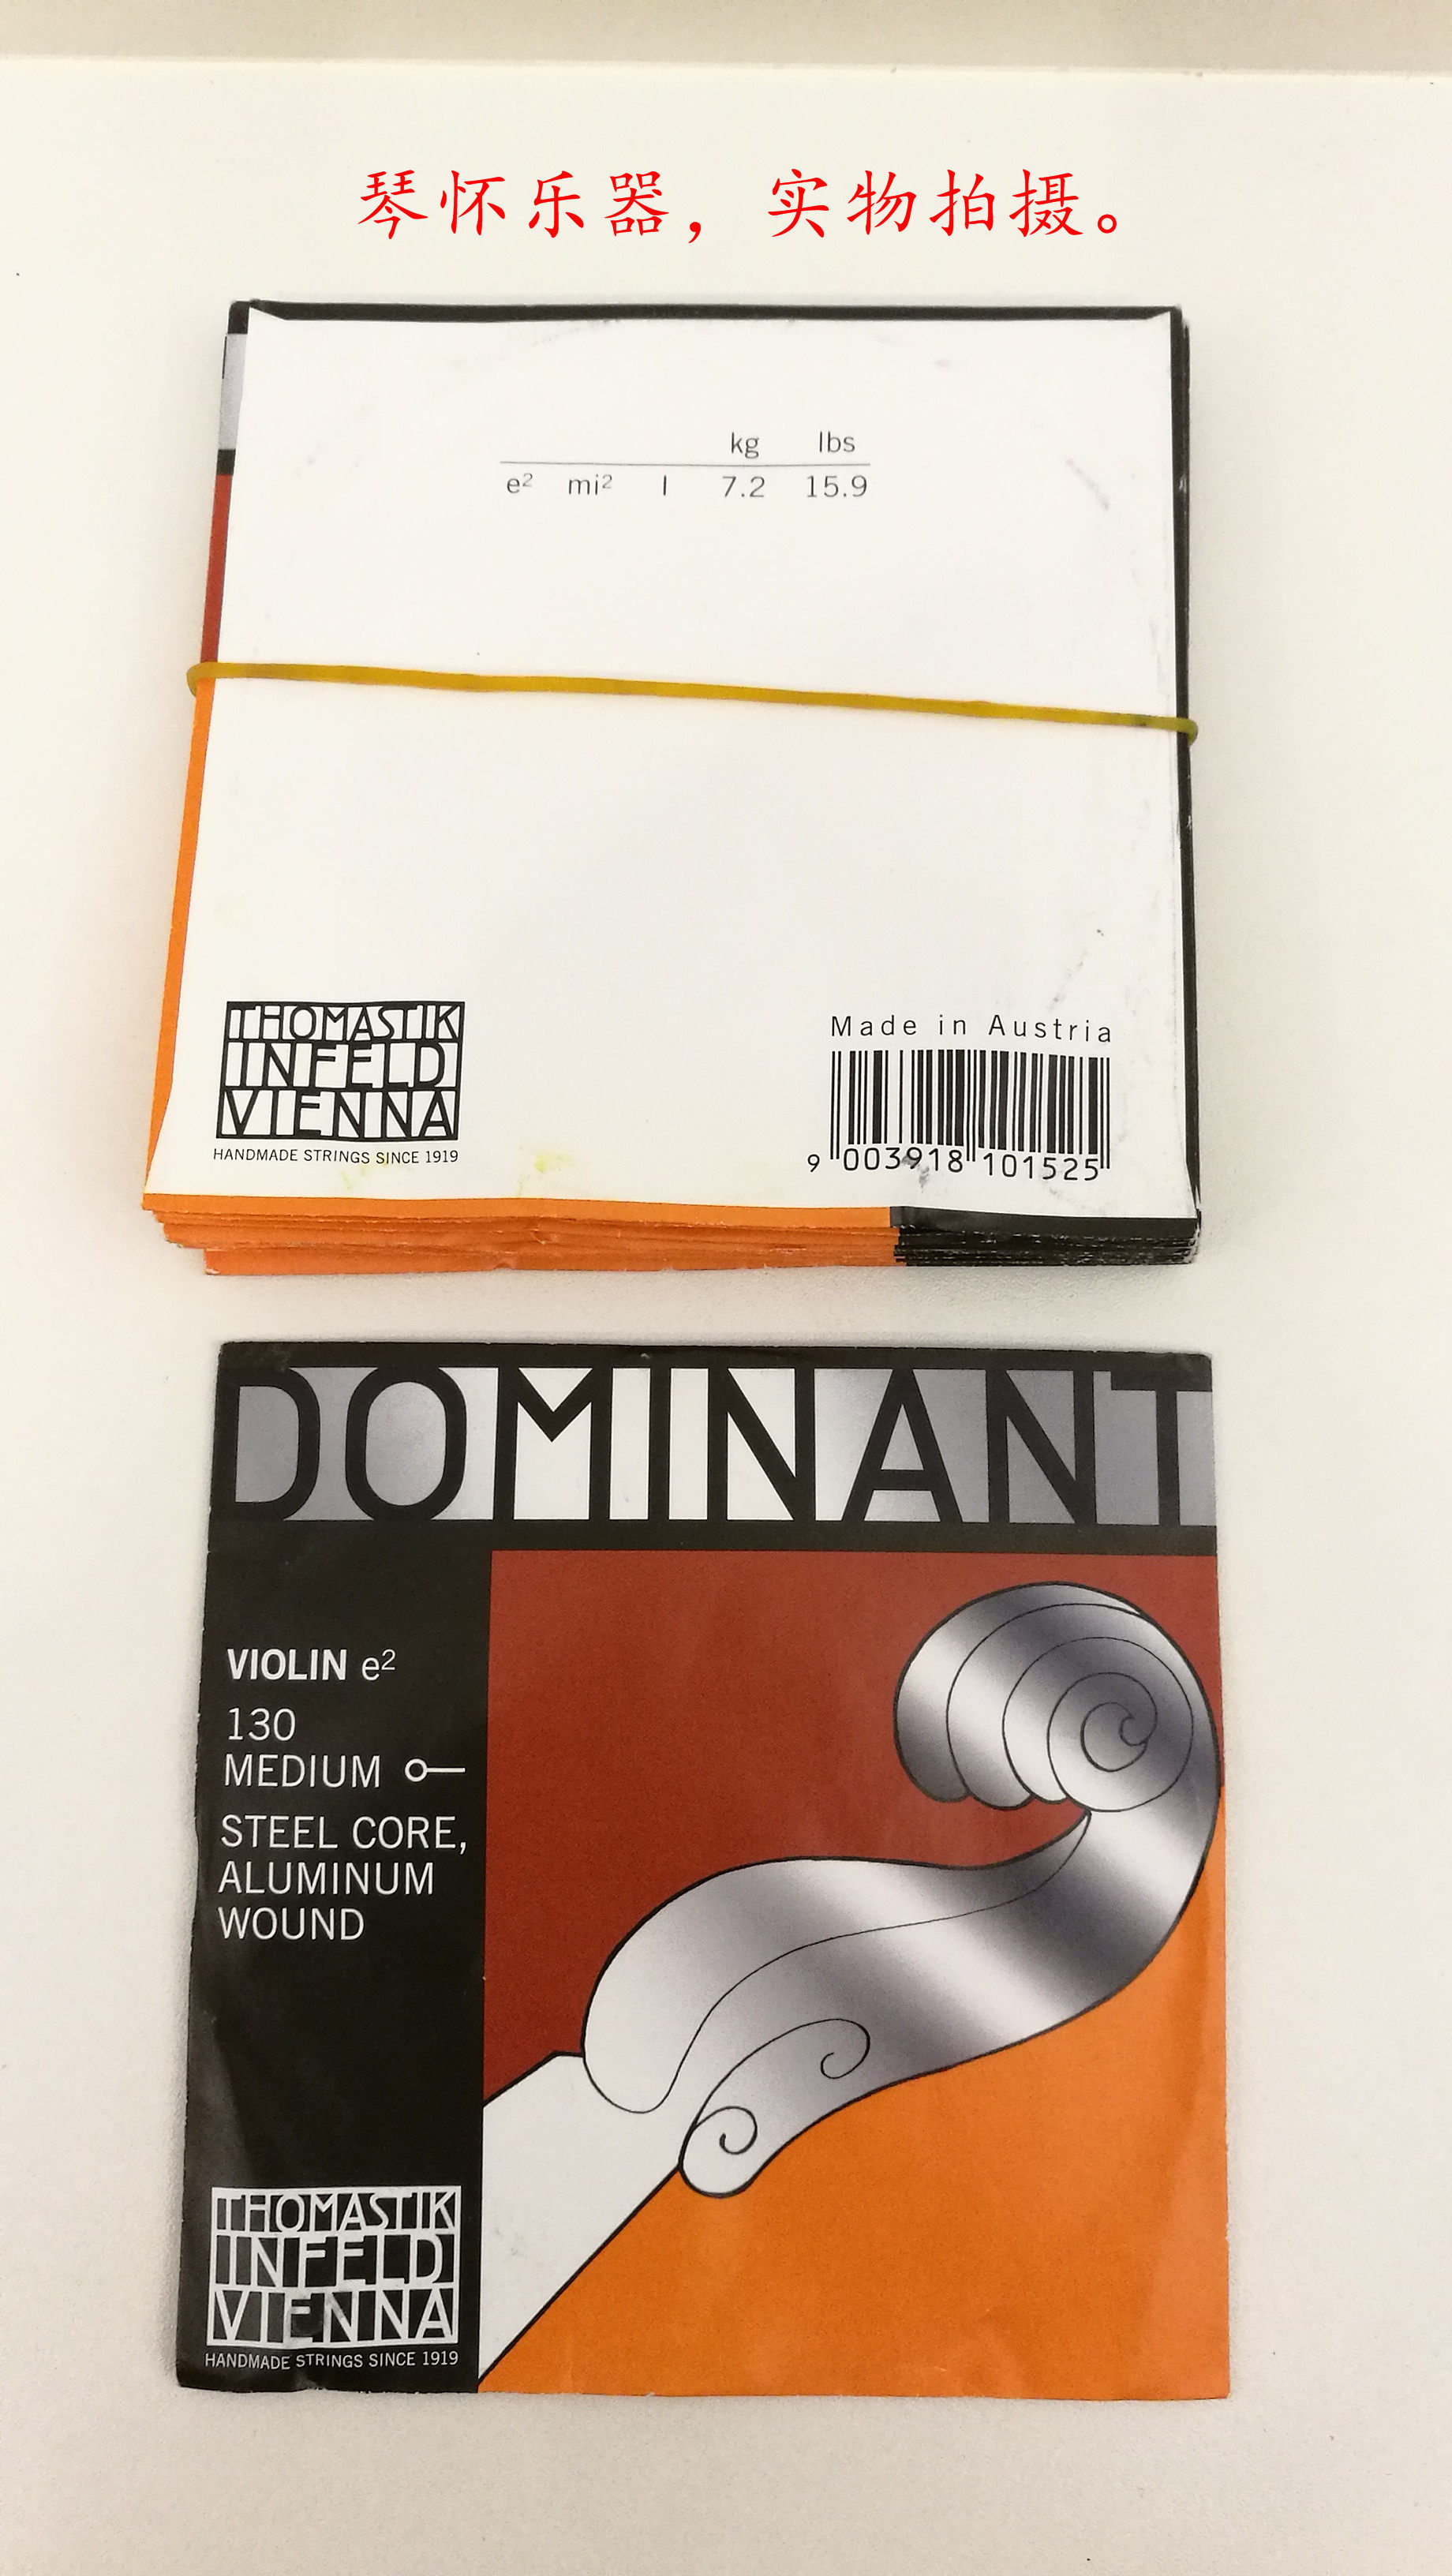 琴怀乐器，实物拍摄。
kg lbs
e² mi² I 7.2 15.9
THOMASTIK
INFELD
VIENNA
HANDMADE STRINGS SINCE 1919
Made in Austria
9 003918 101525
DOMINANT
VIOLIN e²
130
MEDIUM
STEEL CORE,
ALUMINUM
WOUND
THOMASTIK
INFELD
VIENNA
HANDMADE STRINGS SINCE 1919